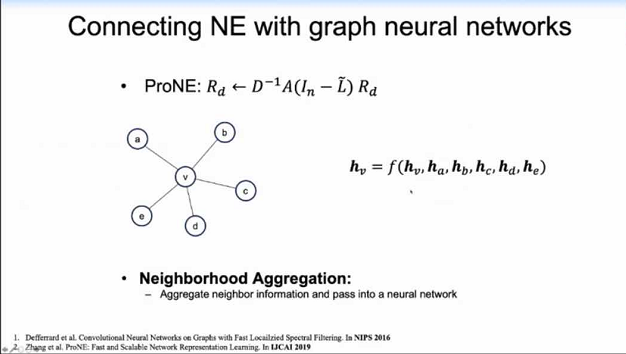 Connecting NE with graph neural networks
• ProNE: R_d ← D⁻¹A(I_n − L̃) R_d
a
b
v
h_v = f(h_v, h_a, h_b, h_c, h_d, h_e)
c
e
d
• Neighborhood Aggregation:
– Aggregate neighbor information and pass into a neural network
1. Defferrard et al. Convolutional Neural Networks on Graphs with Fast Locailzied Spectral Filtering. In NIPS 2016
2. Zhang et al. ProNE: Fast and Scalable Network Representation Learning. In IJCAI 2019